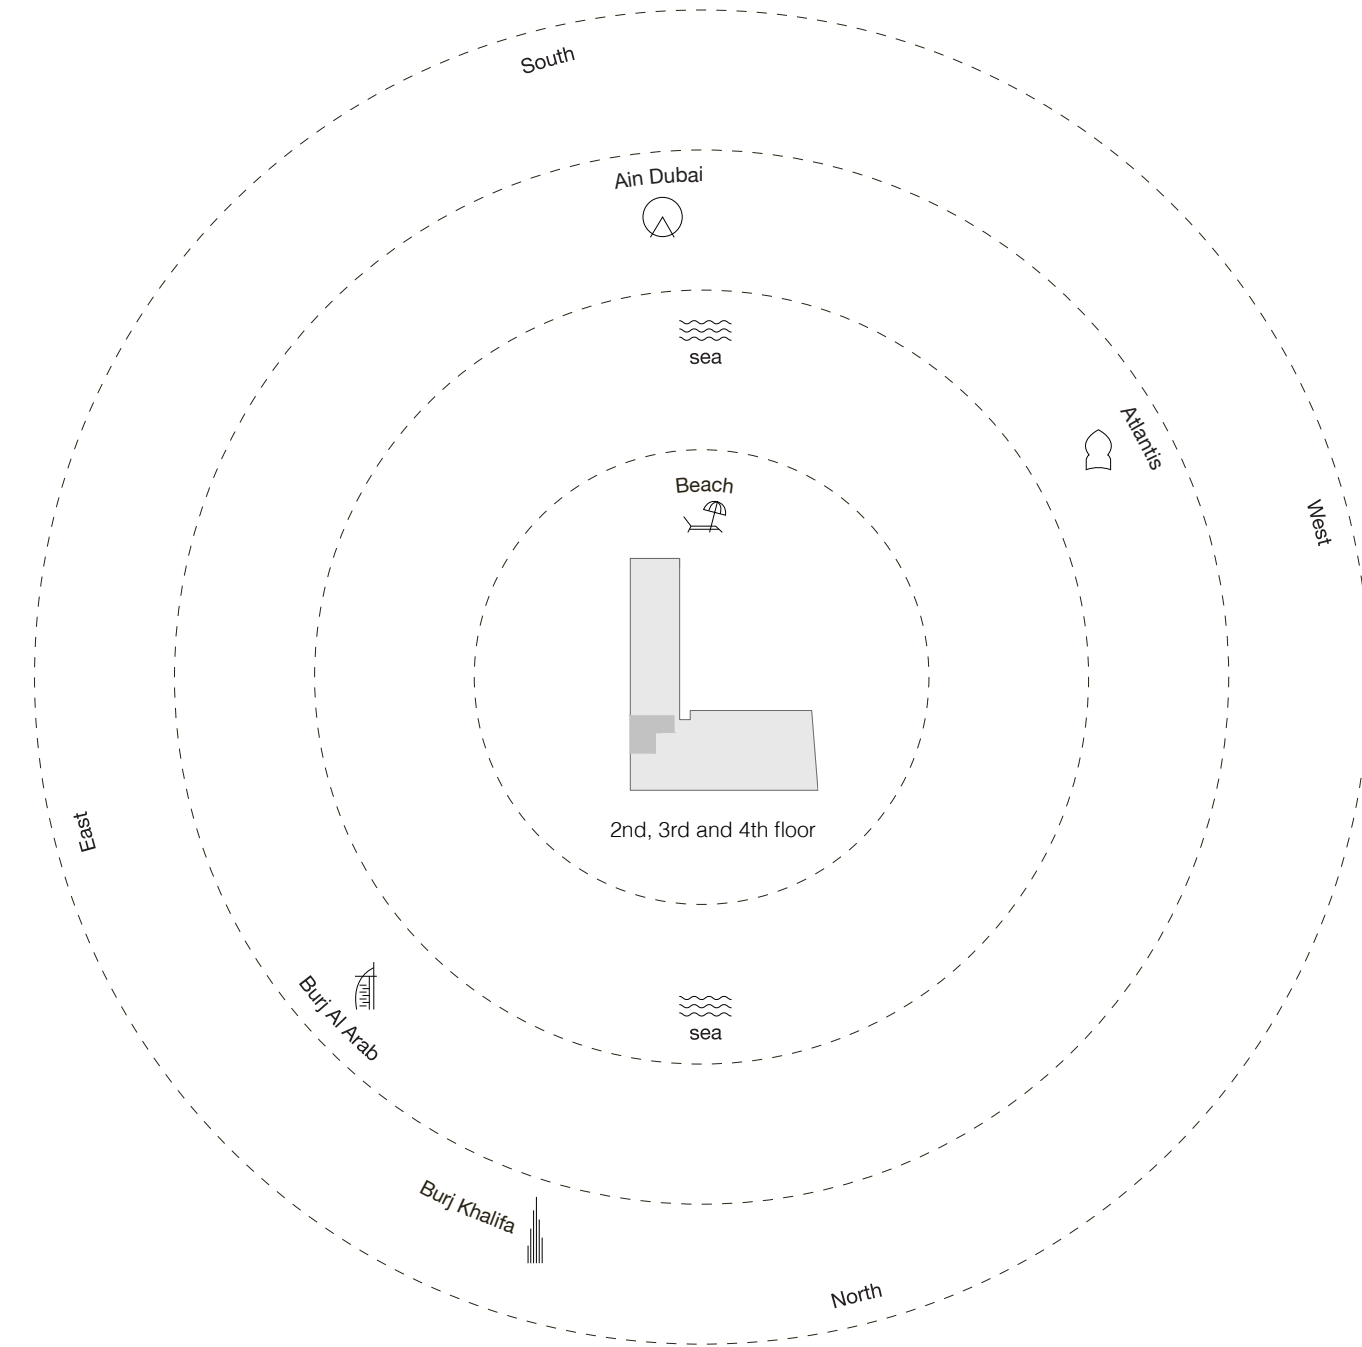 South
Ain Dubai
sea
Atlantis
Beach
West
2nd, 3rd and 4th floor
East
Burj Al Arab
sea
Burj Khalifa
North